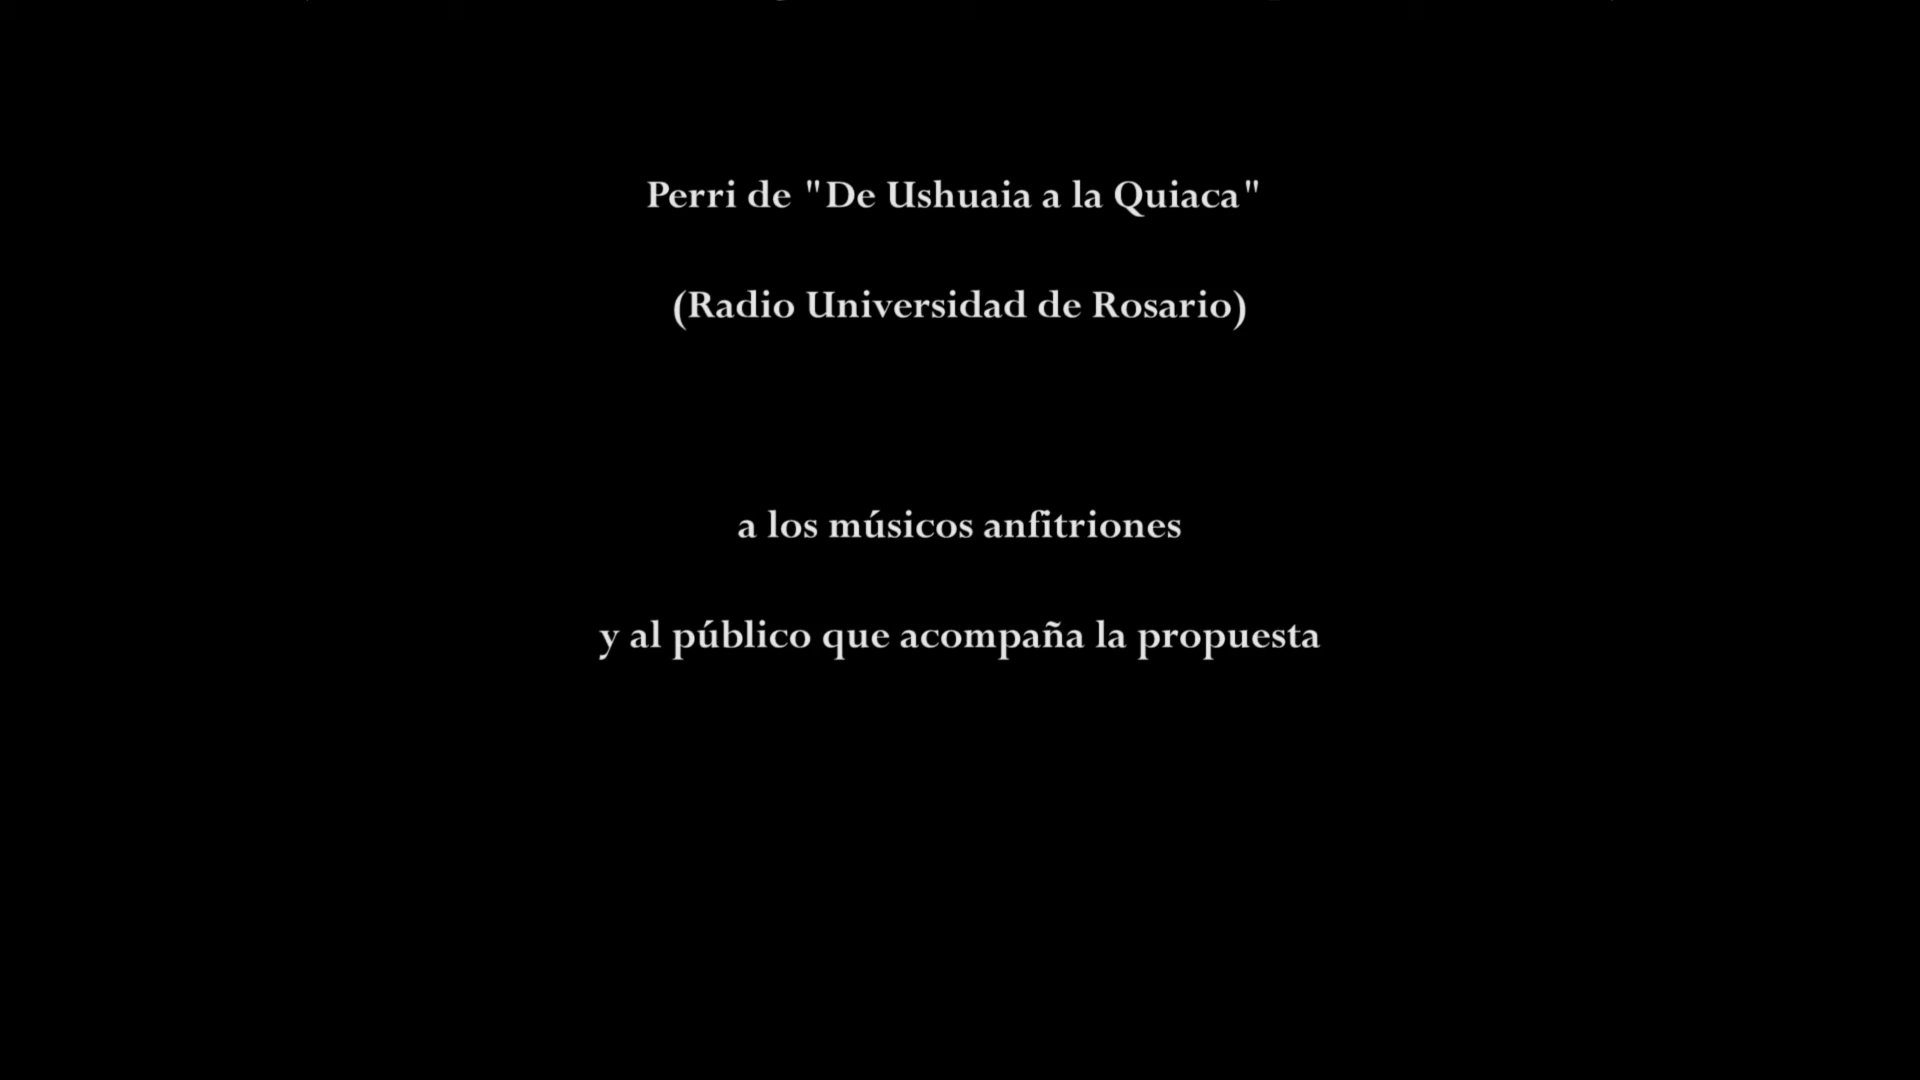 Perri de "De Ushuaia a la Quiaca"
(Radio Universidad de Rosario)
a los músicos anfitriones
y al público que acompaña la propuesta